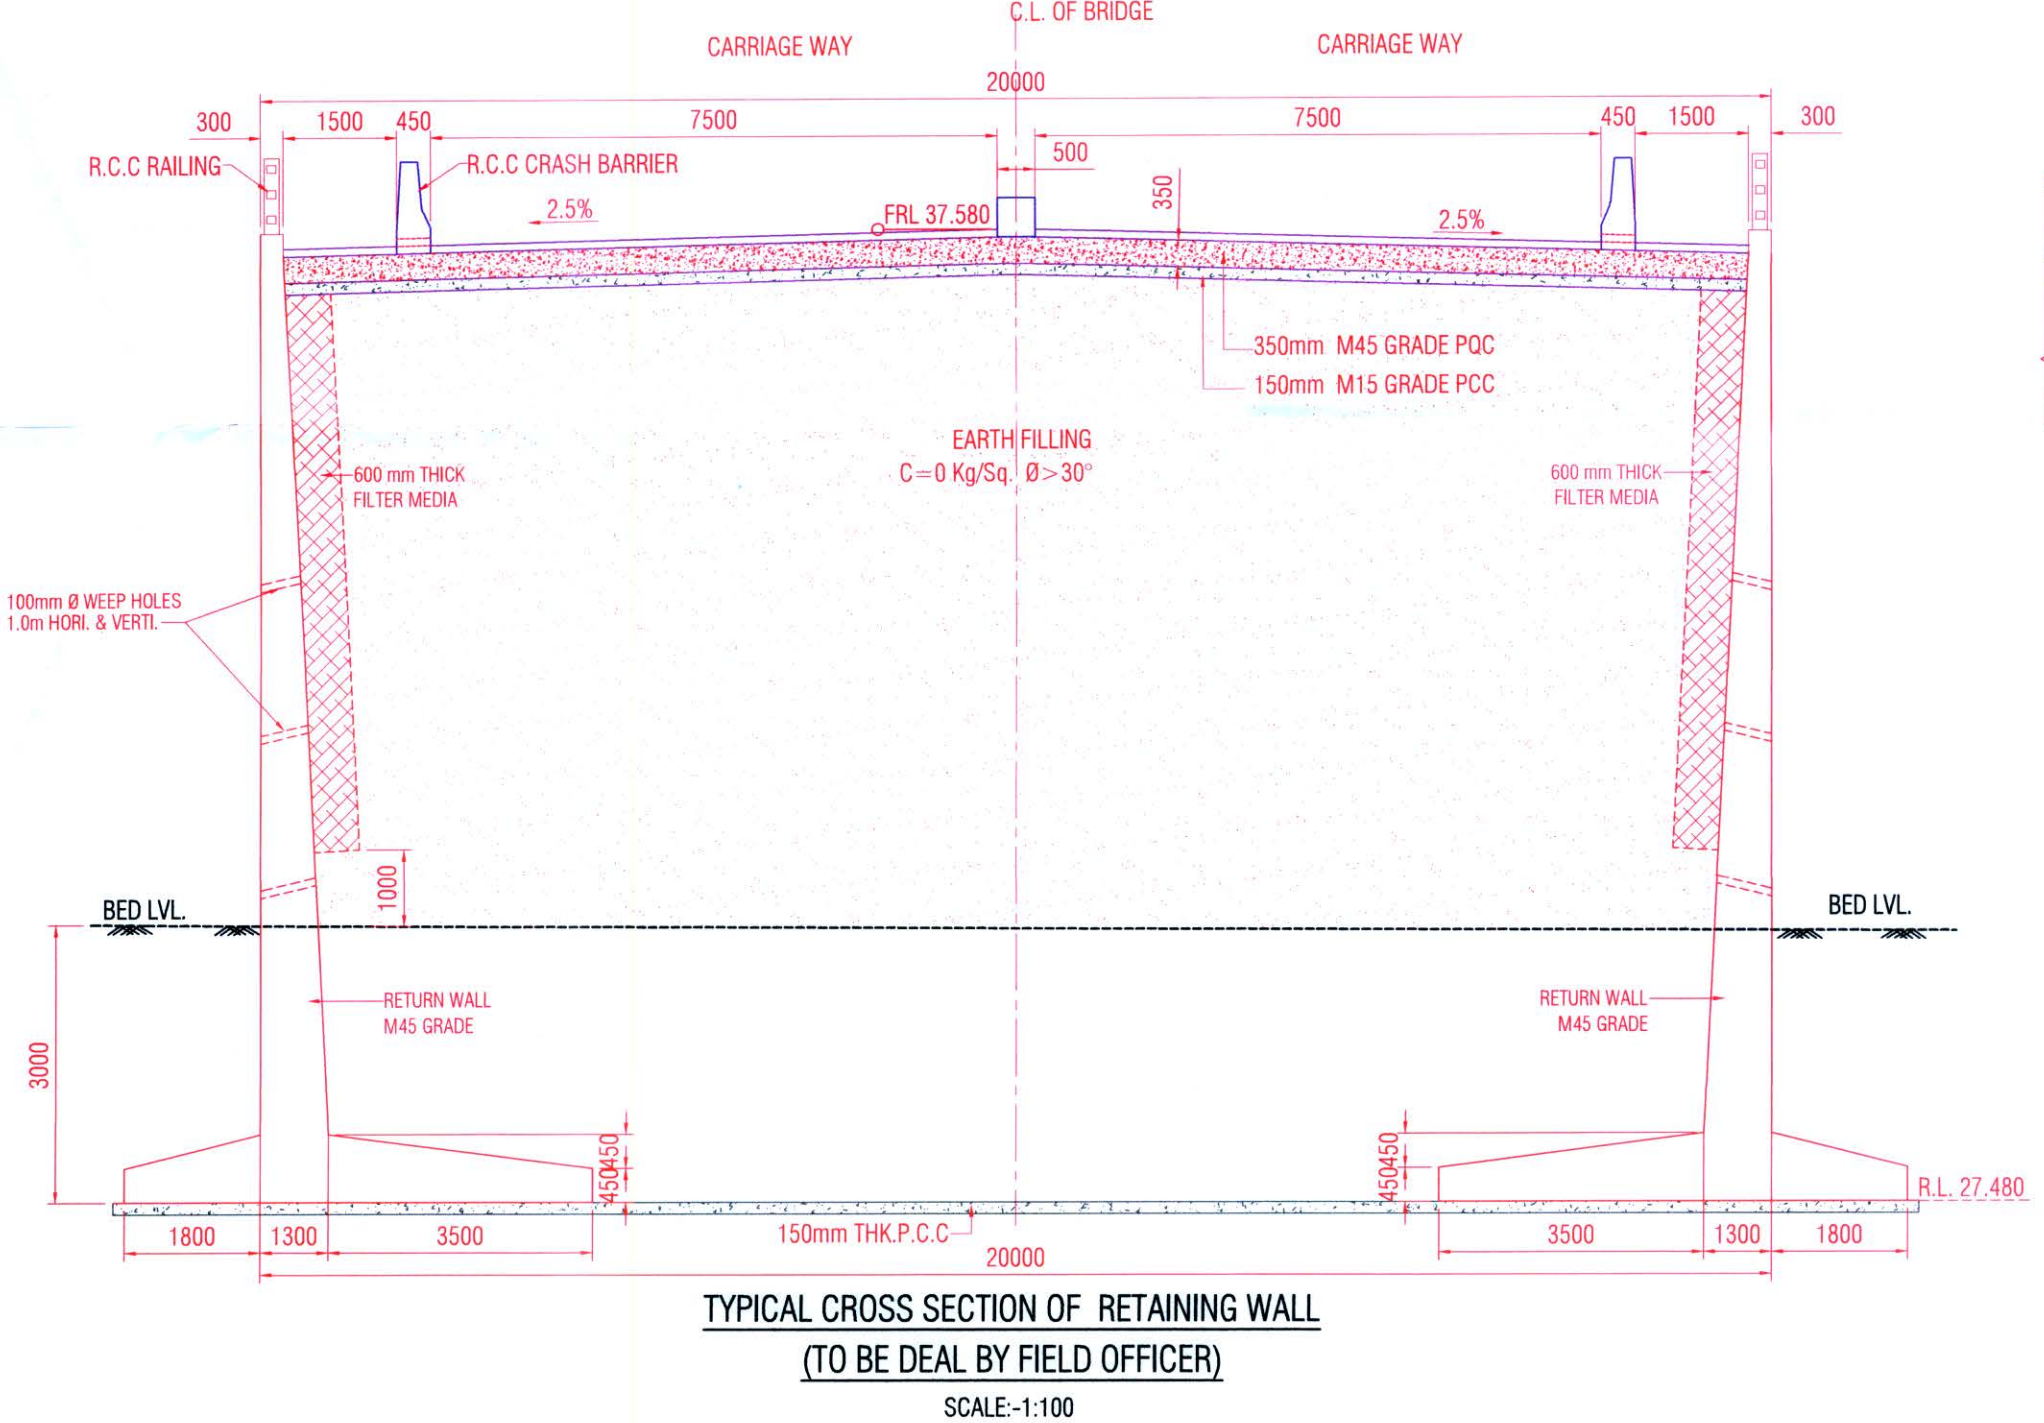 C.L. OF BRIDGE
CARRIAGE WAY
CARRIAGE WAY
20000
300
1500
450
7500
7500
450
1500
300
500
R.C.C RAILING
R.C.C CRASH BARRIER
350
2.5%
FRL 37.580
2.5%
350mm M45 GRADE PQC
150mm M15 GRADE PCC
EARTH FILLING
C=0 Kg/Sq. Ø>30°
600 mm THICK
FILTER MEDIA
600 mm THICK
FILTER MEDIA
100mm Ø WEEP HOLES
1.0m HORI. & VERTI.
1000
BED LVL.
BED LVL.
RETURN WALL
M45 GRADE
RETURN WALL
M45 GRADE
3000
450
450
450
450
R.L. 27.480
1800
1300
3500
150mm THK.P.C.C
3500
1300
1800
20000
TYPICAL CROSS SECTION OF RETAINING WALL
(TO BE DEAL BY FIELD OFFICER)
SCALE:-1:100